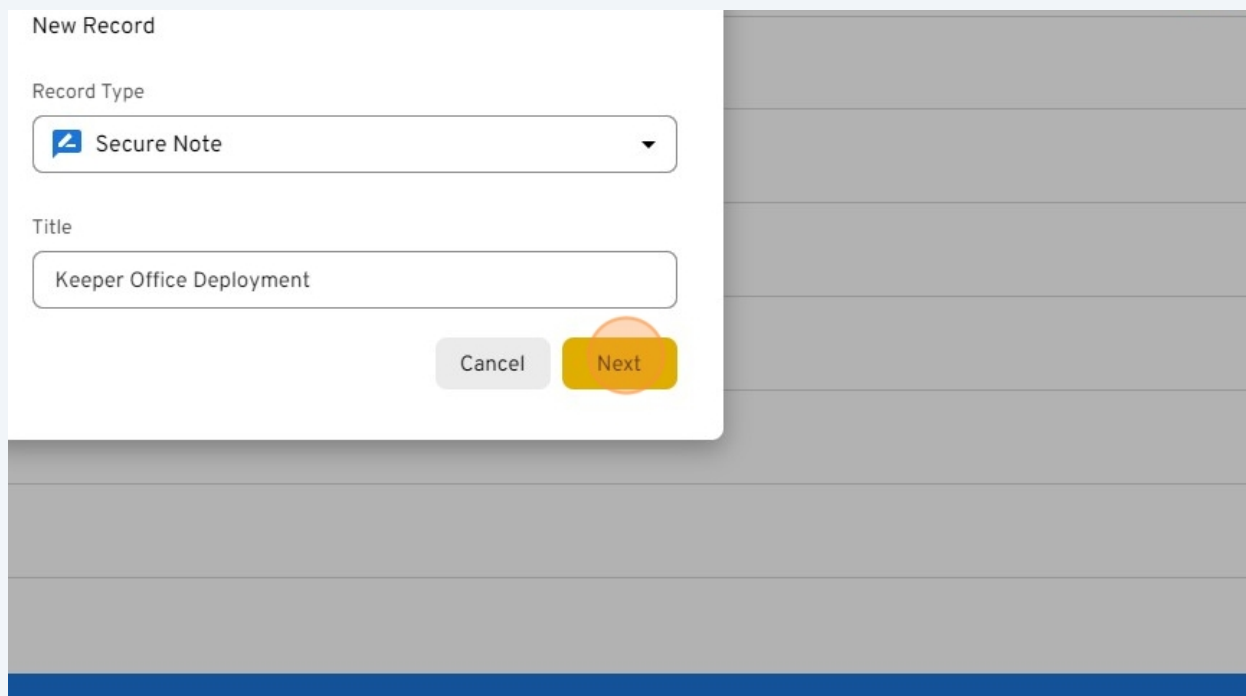 New Record
Record Type
Secure Note
Title
Keeper Office Deployment
Cancel Next